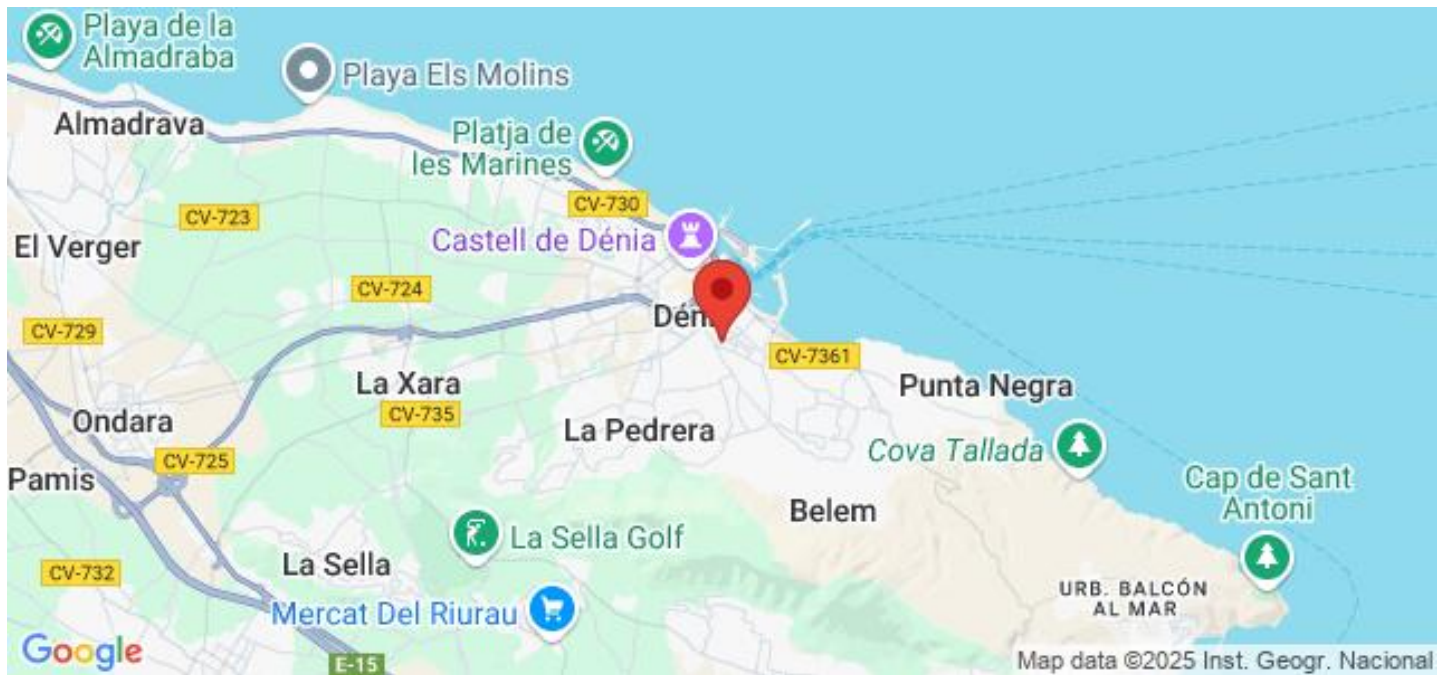 Playa de la
Almadraba
Playa Els Molins
Almadrava
Platja de
les Marines
CV-730
CV-723
Castell de Dénia
El Verger
CV-724
CV-729
CV-7361
La Xara
Punta Negra
CV-735
Ondara
La Pedrera
Cova Tallada
CV-725
Pamis
Cap de Sant
Antoni
Belem
La Sella Golf
La Sella
CV-732
URB. BALCÓN
AL MAR
Mercat Del Riurau
Google
E-15
Map data ©2025 Inst. Geogr. Nacional